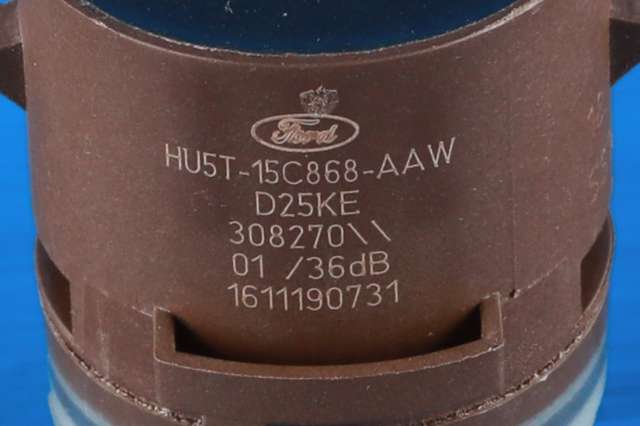 Ford
HU5T-15C868-AAW
D25KE
308270\\
01 /36dB
1611190731